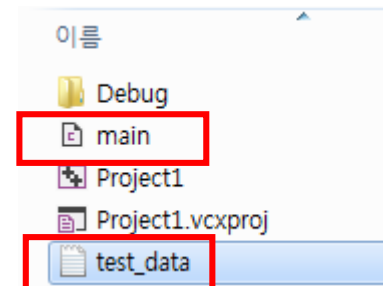 이름
Debug
main
Project1
Project1.vcxproj
test_data